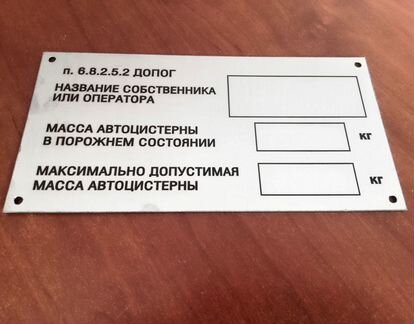 п. 6.8.2.5.2 ДОПОГ
НАЗВАНИЕ СОБСТВЕННИКА
ИЛИ ОПЕРАТОРА
МАССА АВТОЦИСТЕРНЫ
В ПОРОЖНЕМ СОСТОЯНИИ
кг
МАКСИМАЛЬНО ДОПУСТИМАЯ
МАССА АВТОЦИСТЕРНЫ
кг